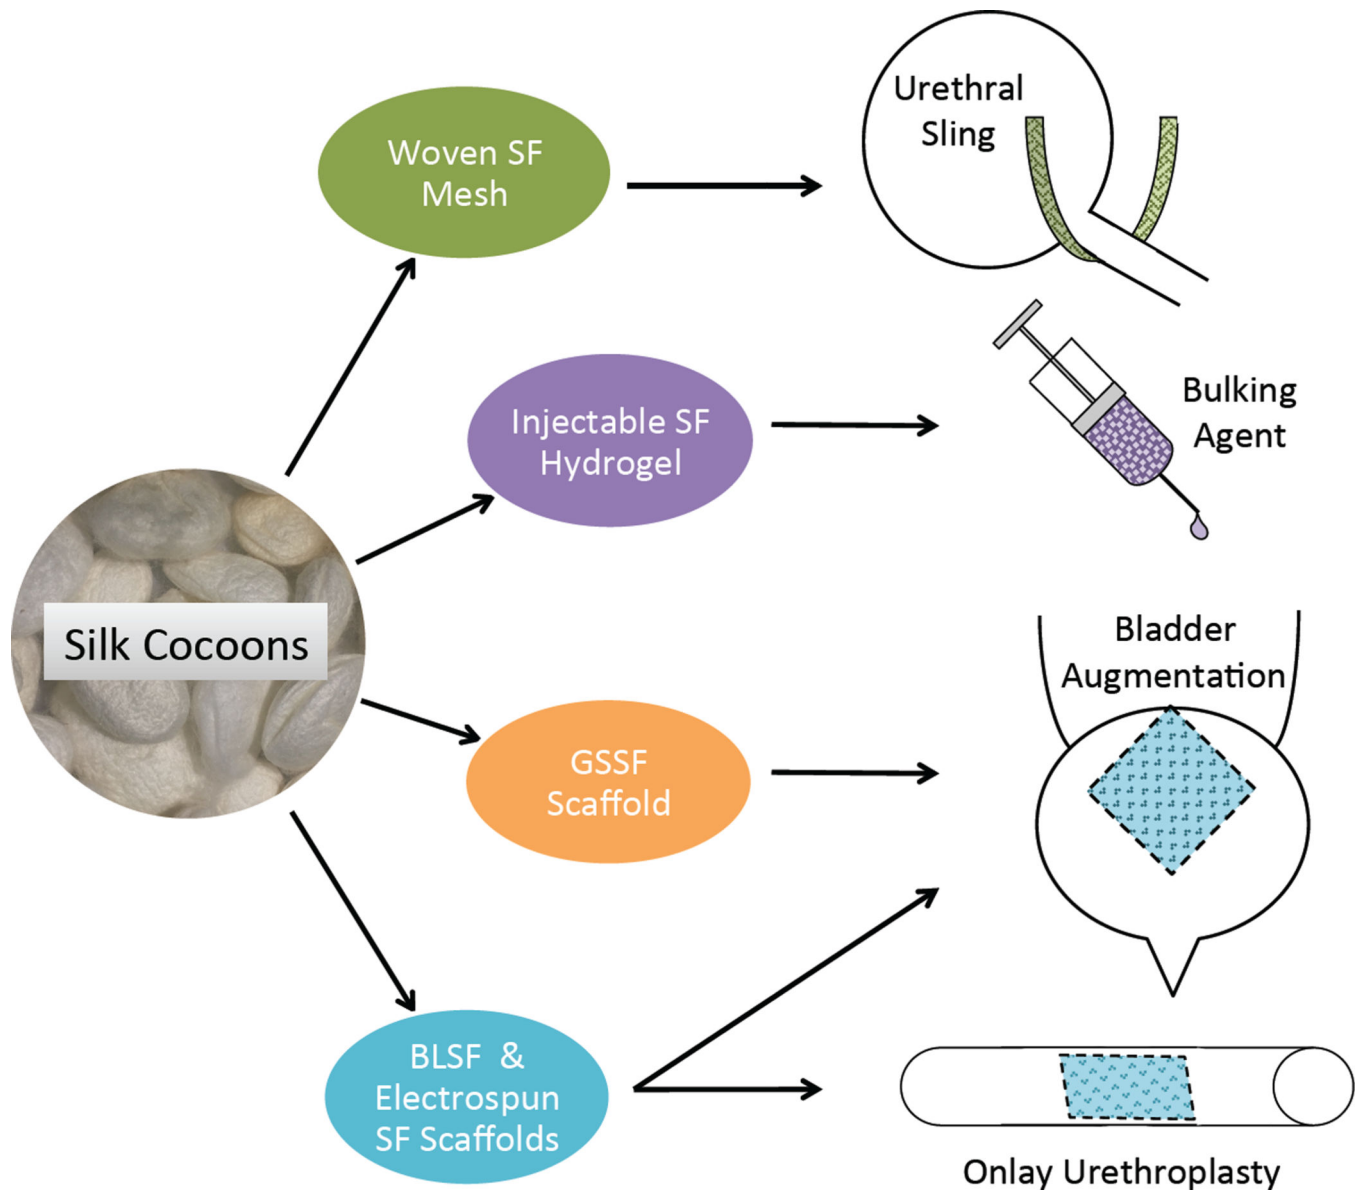 Urethral
Sling
Woven SF
Mesh
Injectable SF
Hydrogel
Bulking
Agent
Silk Cocoons
Bladder
Augmentation
GSSF
Scaffold
BLSF &
Electrospun
SF Scaffolds
Onlay Urethroplasty